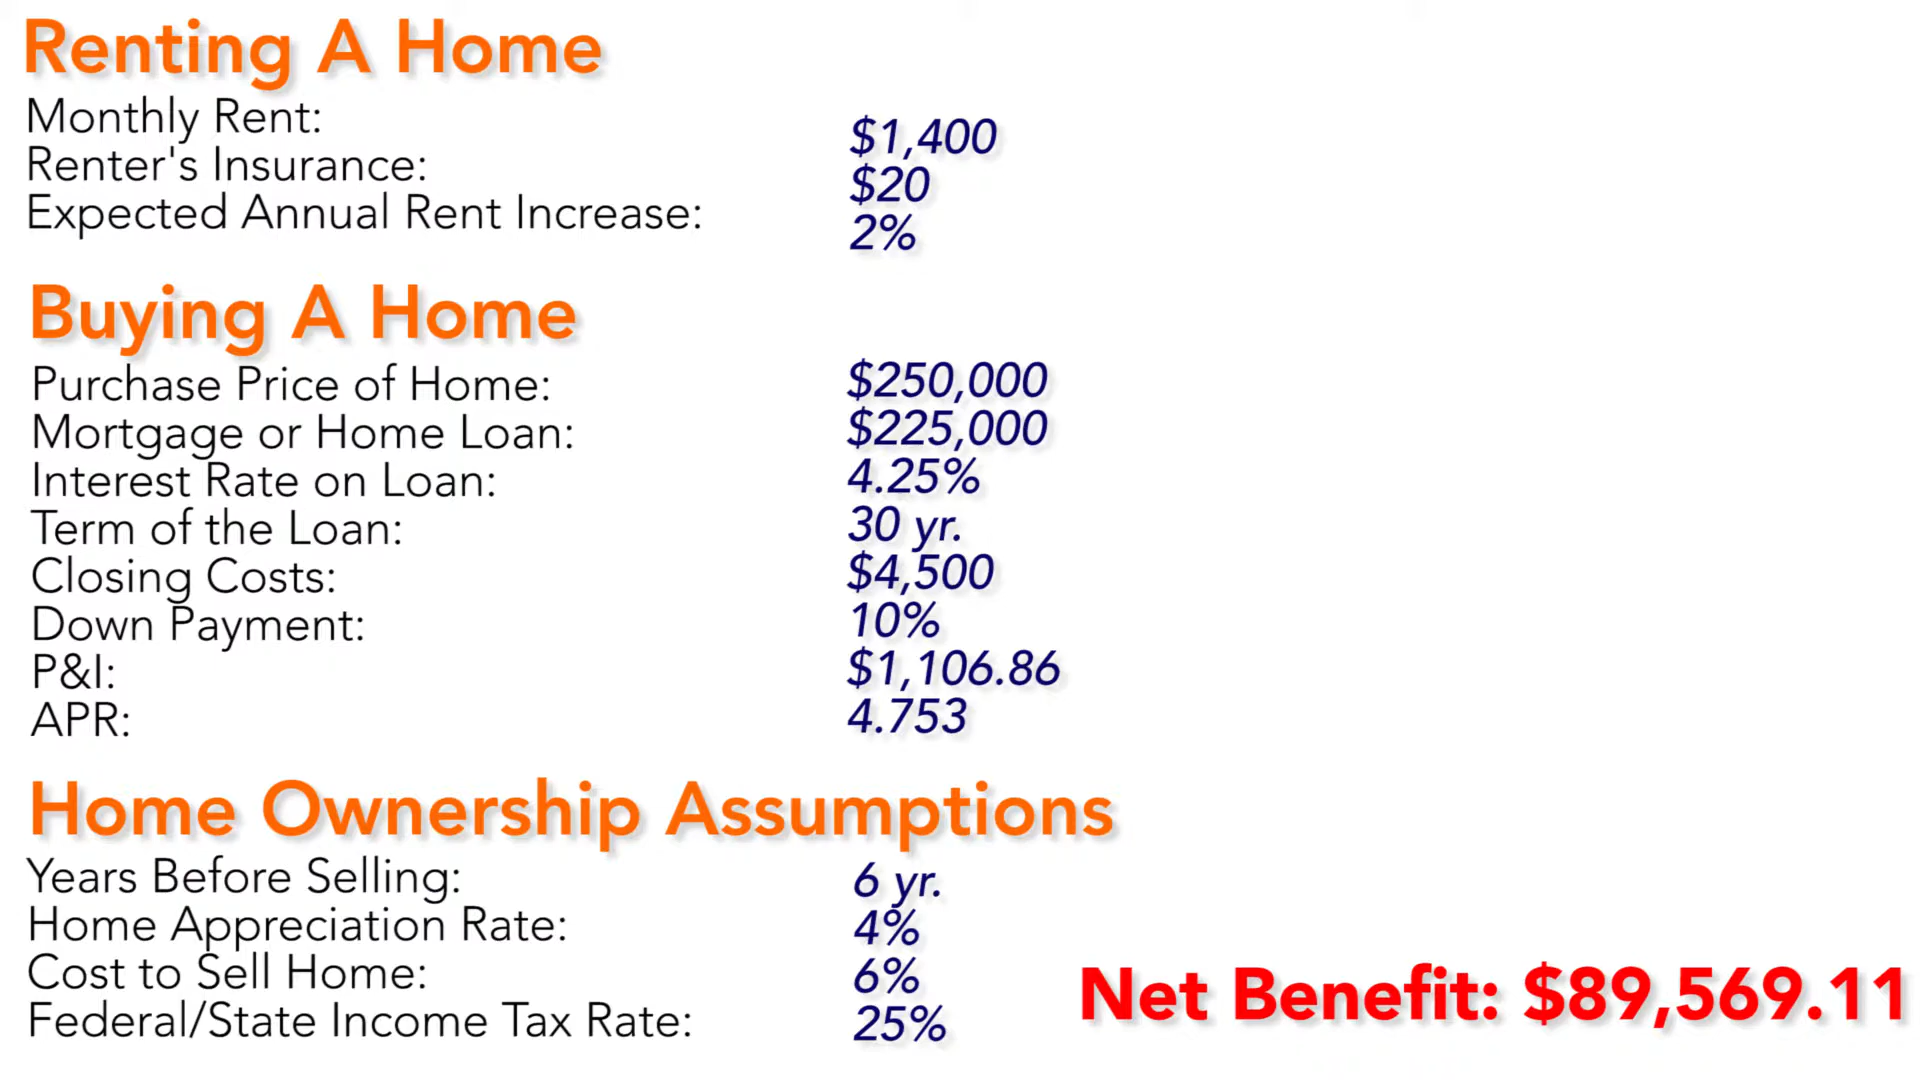 Renting A Home
Monthly Rent: $1,400
Renter's Insurance: $20
Expected Annual Rent Increase: 2%
Buying A Home
Purchase Price of Home: $250,000
Mortgage or Home Loan: $225,000
Interest Rate on Loan: 4.25%
Term of the Loan: 30 yr.
Closing Costs: $4,500
Down Payment: 10%
P&I: $1,106.86
APR: 4.753
Home Ownership Assumptions
Years Before Selling: 6 yr.
Home Appreciation Rate: 4%
Cost to Sell Home: 6%
Federal/State Income Tax Rate: 25%
Net Benefit: $89,569.11